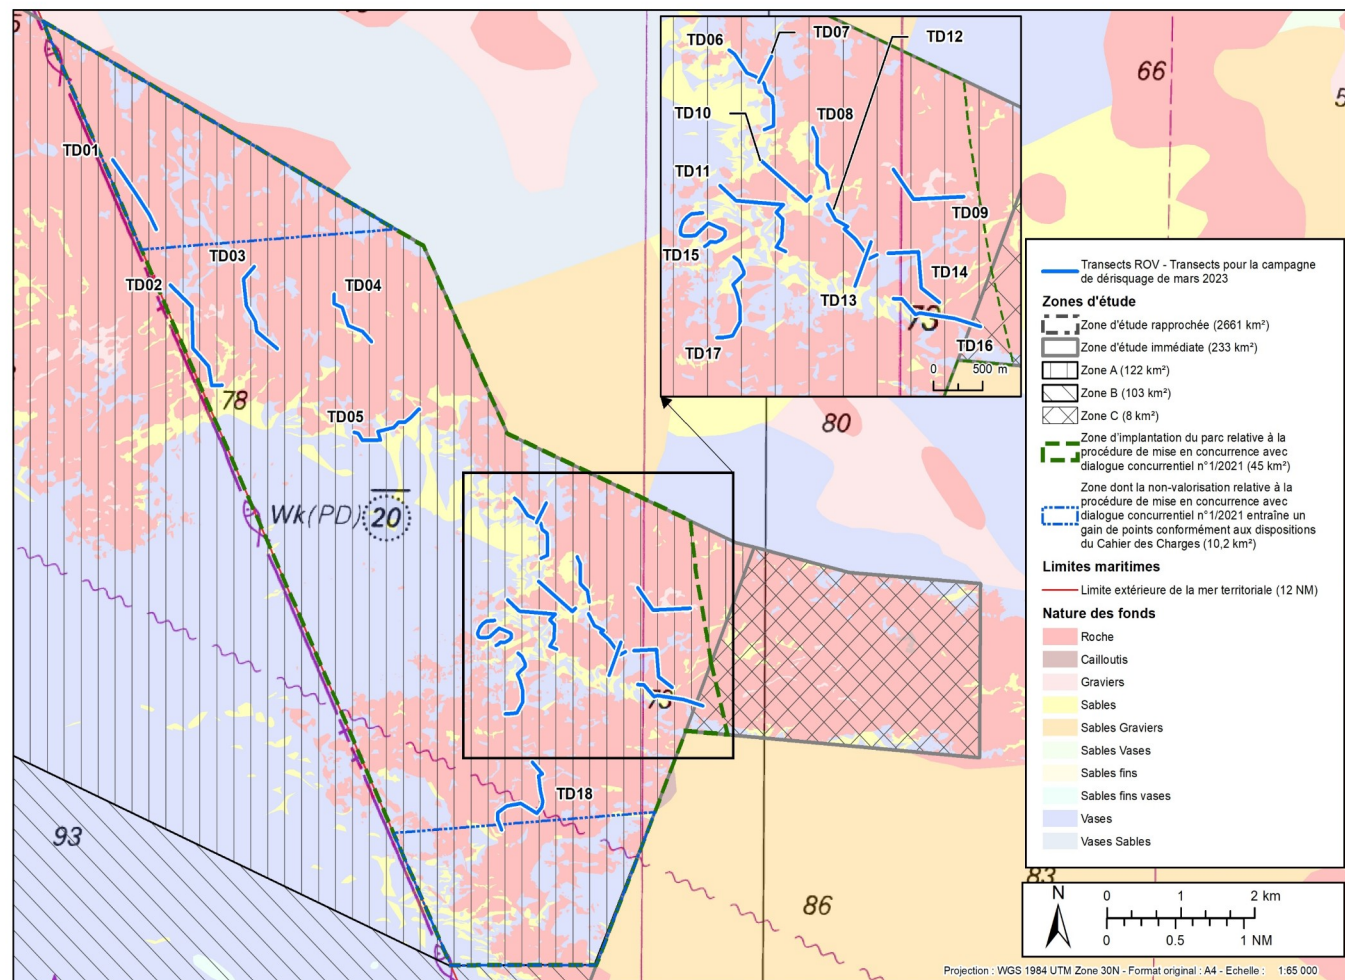 66
TD01
TD02
TD03
TD04
TD05
78
Wk(PD)
20
TD18
93
86
80
83
73
TD06
TD07
TD12
TD10
TD08
TD11
TD09
TD15
TD14
TD13
73
TD16
TD17
0 500 m
Transects ROV - Transects pour la campagne
de dérisquage de mars 2023
Zones d'étude
Zone d'étude rapprochée (2661 km²)
Zone d'étude immédiate (233 km²)
Zone A (122 km²)
Zone B (103 km²)
Zone C (8 km²)
Zone d'implantation du parc relative à la
procédure de mise en concurrence avec
dialogue concurrentiel n°1/2021 (45 km²)
Zone dont la non-valorisation relative à la
procédure de mise en concurrence avec
dialogue concurrentiel n°1/2021 entraîne un
gain de points conformément aux dispositions
du Cahier des Charges (10,2 km²)
Limites maritimes
Limite extérieure de la mer territoriale (12 NM)
Nature des fonds
Roche
Cailloutis
Graviers
Sables
Sables Graviers
Sables Vases
Sables fins
Sables fins vases
Vases
Vases Sables
N
0 1 2 km
0 0.5 1 NM
Projection : WGS 1984 UTM Zone 30N - Format original : A4 - Echelle : 1:65 000